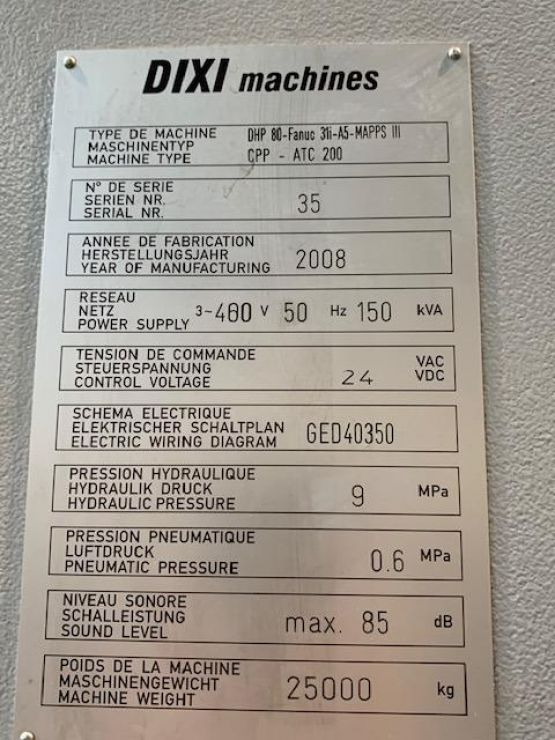 DIXI machines
TYPE DE MACHINE DHP 80-Fanuc 31i-A5-MAPPS III
MASCHINENTYP
MACHINE TYPE CPP - ATC 200
N° DE SERIE
SERIEN NR. 35
SERIAL NR.
ANNEE DE FABRICATION
HERSTELLUNGSJAHR 2008
YEAR OF MANUFACTURING
RESEAU
NETZ 3~460 V 50 Hz 150 kVA
POWER SUPPLY
TENSION DE COMMANDE VAC
STEUERSPANNUNG VDC
CONTROL VOLTAGE 24
SCHEMA ELECTRIQUE
ELEKTRISCHER SCHALTPLAN
ELECTRIC WIRING DIAGRAM GED40350
PRESSION HYDRAULIQUE
HYDRAULIK DRUCK 9 MPa
HYDRAULIC PRESSURE
PRESSION PNEUMATIQUE
LUFTDRUCK 0.6 MPa
PNEUMATIC PRESSURE
NIVEAU SONORE
SCHALLEISTUNG max. 85 dB
SOUND LEVEL
POIDS DE LA MACHINE
MASCHINENGEWICHT 25000 kg
MACHINE WEIGHT